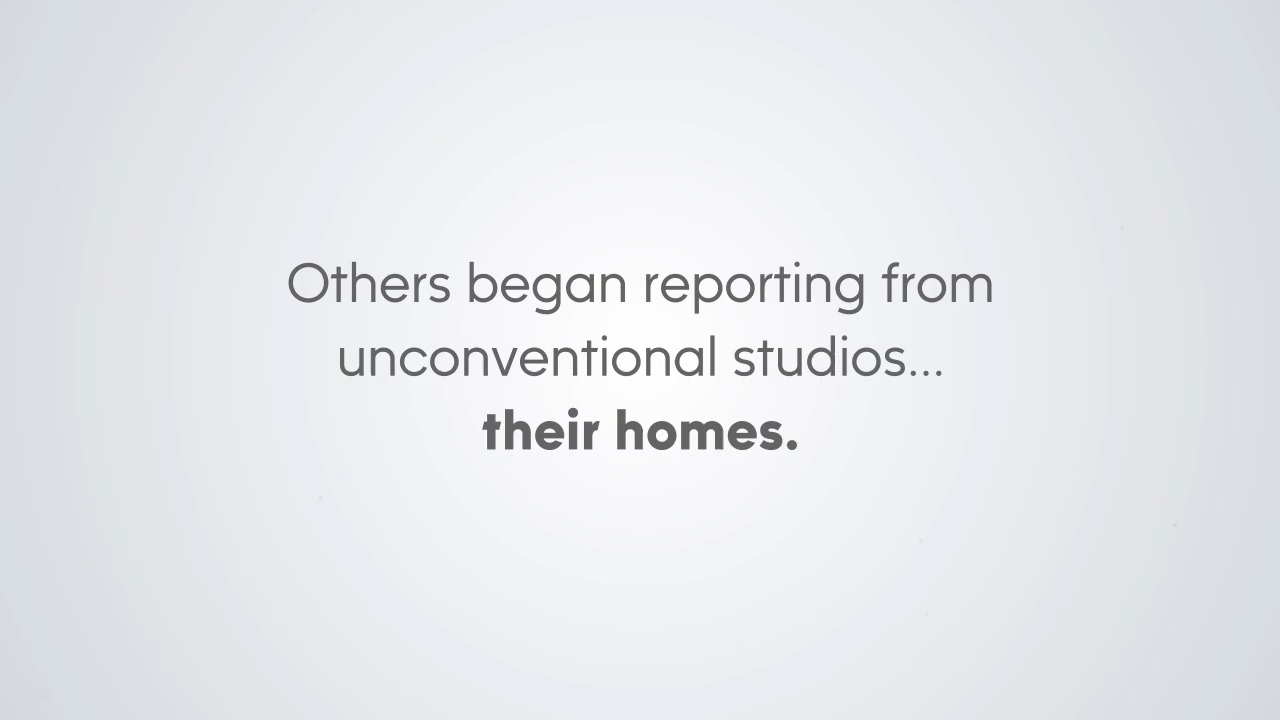 Others began reporting from
unconventional studios...
their homes.